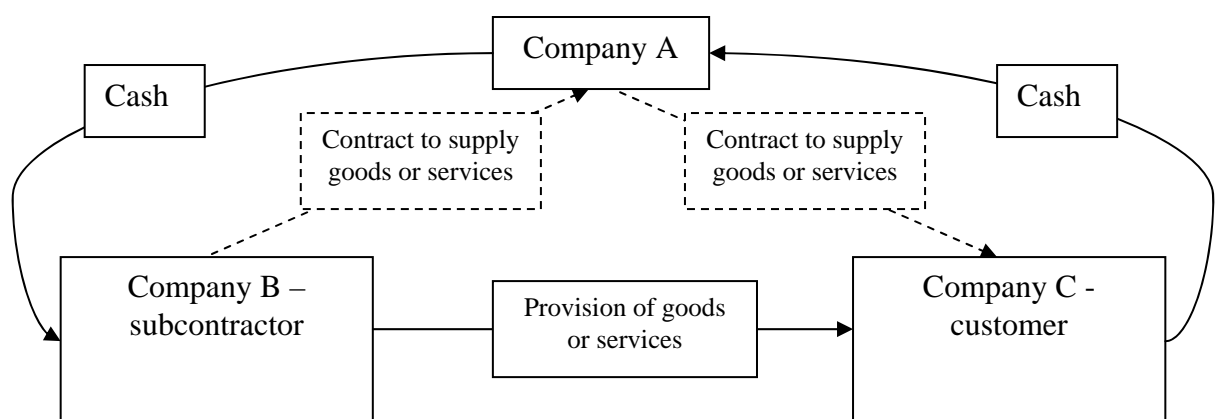 Company A
Cash
Cash
Contract to supply
goods or services
Contract to supply
goods or services
Company B –
subcontractor
Provision of goods
or services
Company C -
customer